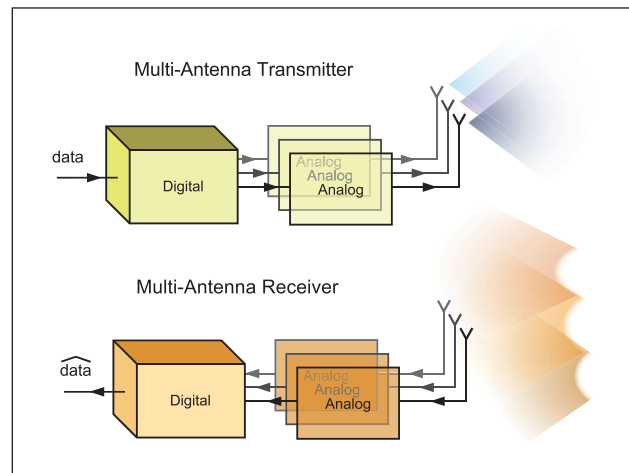 Multi-Antenna Transmitter
data
Digital
Analog
Analog
Analog
Multi-Antenna Receiver
data
Digital
Analog
Analog
Analog